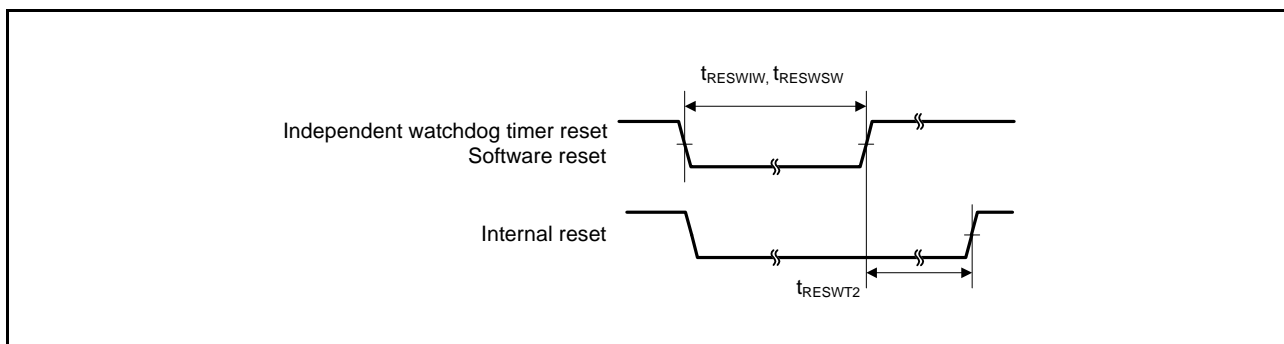 tRESWIW, tRESWSW
Independent watchdog timer reset
Software reset
Internal reset
tRESWT2